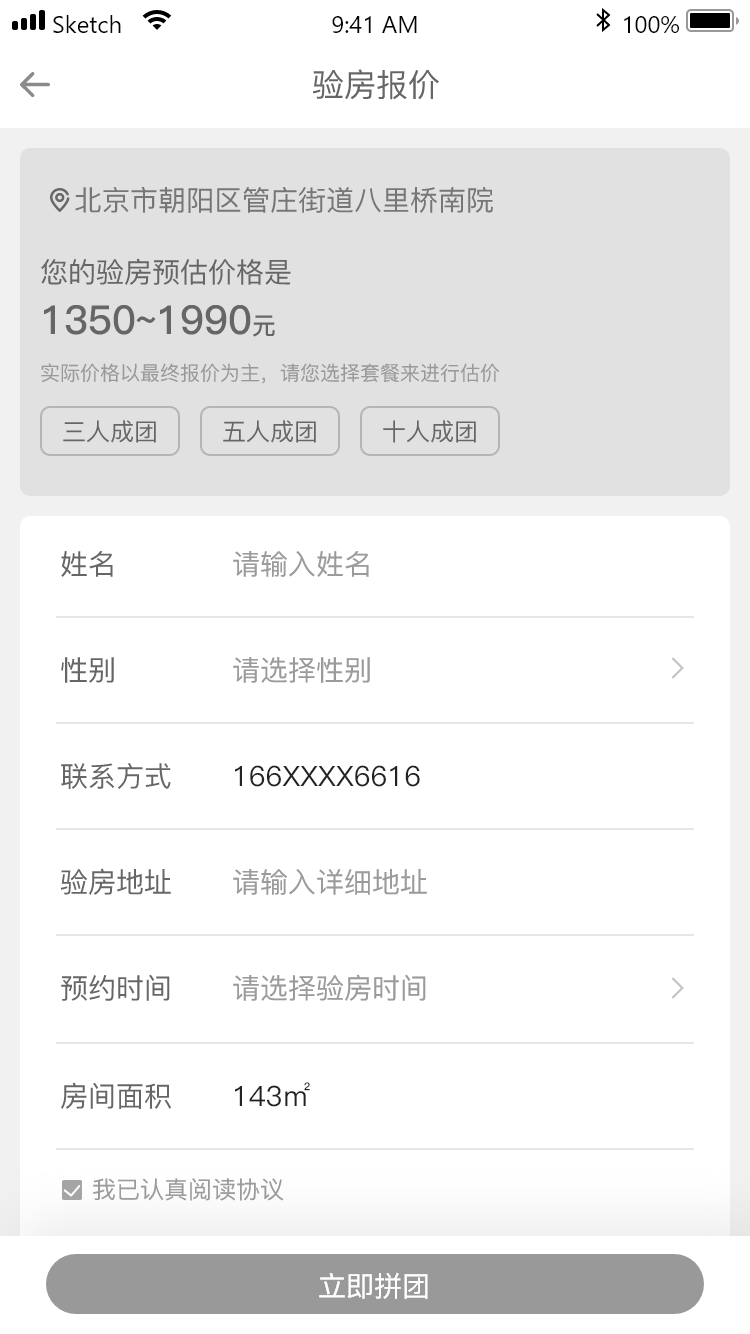 Sketch 9:41 AM 100%
验房报价
北京市朝阳区管庄街道八里桥南院
您的验房预估价格是
1350~1990元
实际价格以最终报价为主，请您选择套餐来进行估价
三人成团 五人成团 十人成团
姓名 请输入姓名
性别 请选择性别
联系方式 166XXXX6616
验房地址 请输入详细地址
预约时间 请选择验房时间
房间面积 143㎡
我已认真阅读协议
立即拼团